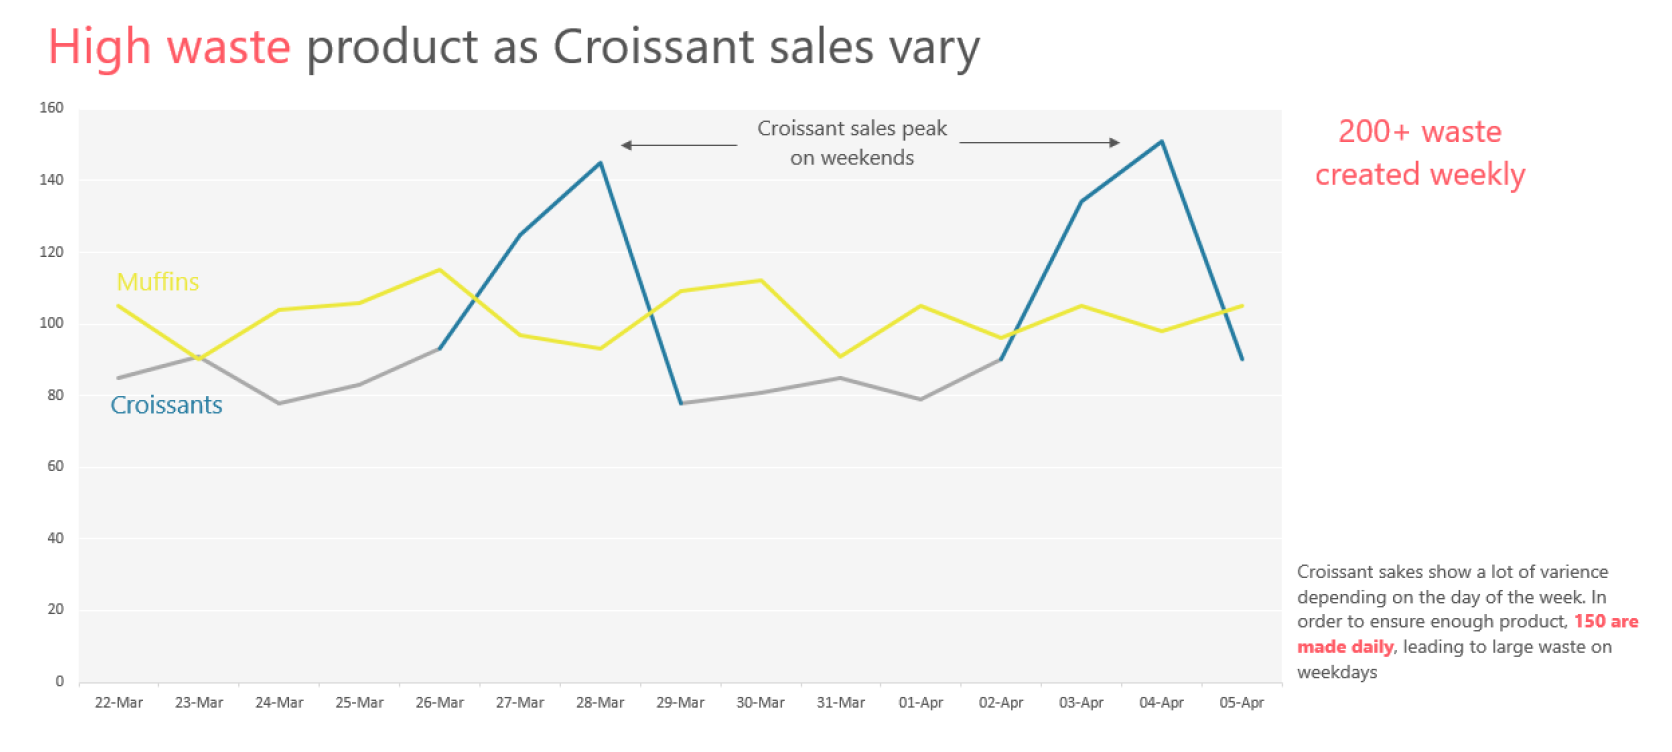 High waste product as Croissant sales vary
160
140
120
100
80
60
40
20
0
Croissant sales peak
on weekends
Muffins
Croissants
22-Mar 23-Mar 24-Mar 25-Mar 26-Mar 27-Mar 28-Mar 29-Mar 30-Mar 31-Mar 01-Apr 02-Apr 03-Apr 04-Apr 05-Apr
200+ waste
created weekly
Croissant sakes show a lot of varience
depending on the day of the week. In
order to ensure enough product, 150 are
made daily, leading to large waste on
weekdays